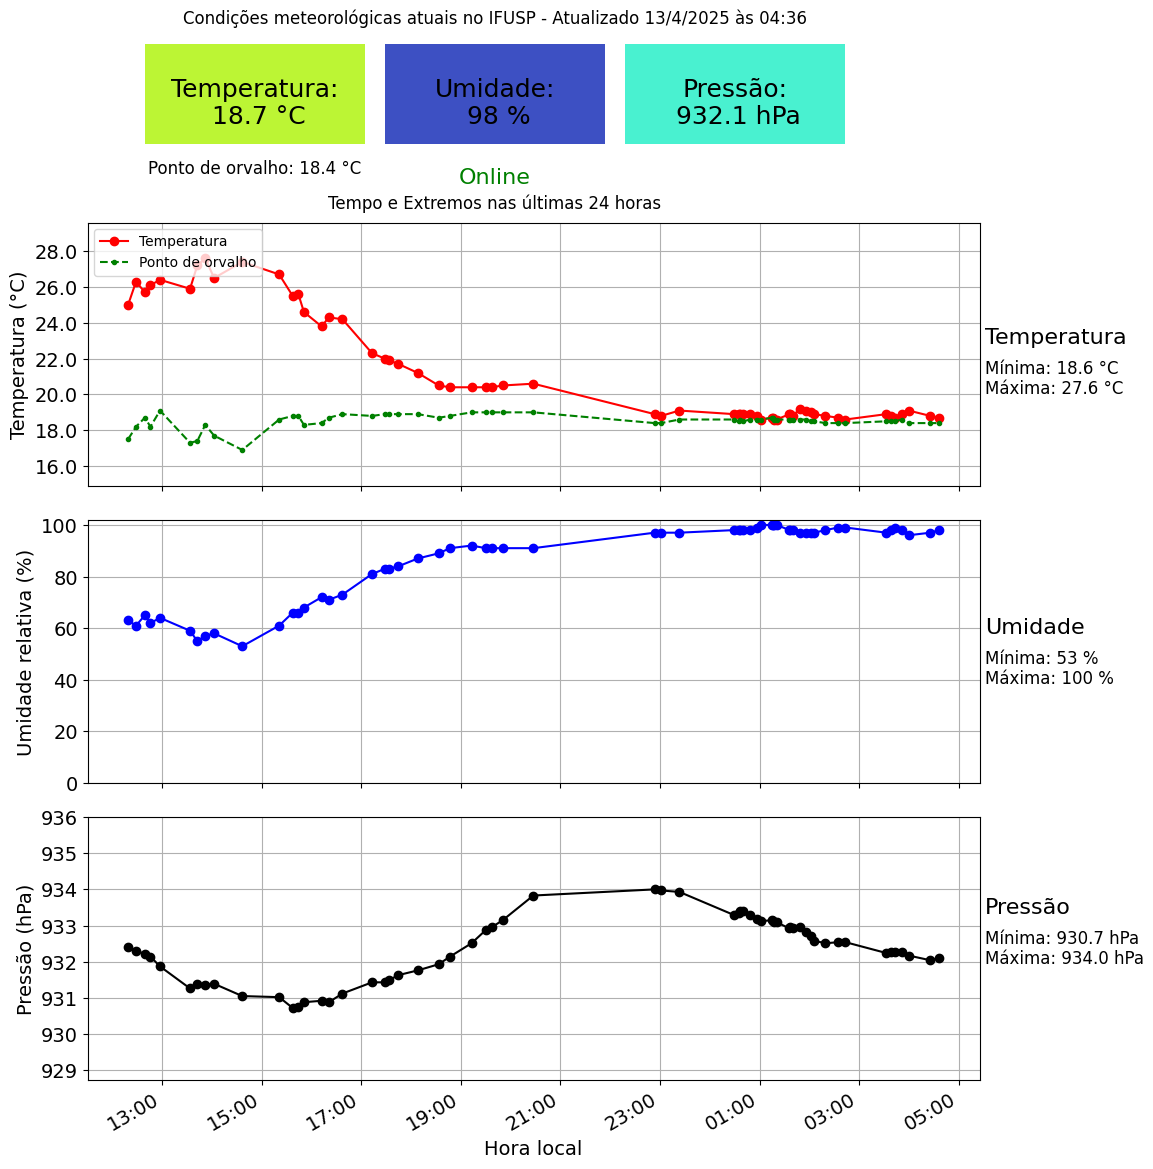 Condições meteorológicas atuais no IFUSP - Atualizado 13/4/2025 às 04:36
Temperatura:
18.7 °C
Umidade:
98 %
Pressão:
932.1 hPa
Ponto de orvalho: 18.4 °C
Online
Tempo e Extremos nas últimas 24 horas
Temperatura
Ponto de orvalho
Temperatura (°C)
28.0
26.0
24.0
22.0
20.0
18.0
16.0
Temperatura
Mínima: 18.6 °C
Máxima: 27.6 °C
Umidade relativa (%)
100
80
60
40
20
0
Umidade
Mínima: 53 %
Máxima: 100 %
Pressão (hPa)
936
935
934
933
932
931
930
929
Pressão
Mínima: 930.7 hPa
Máxima: 934.0 hPa
13:00
15:00
17:00
19:00
21:00
23:00
01:00
03:00
05:00
Hora local